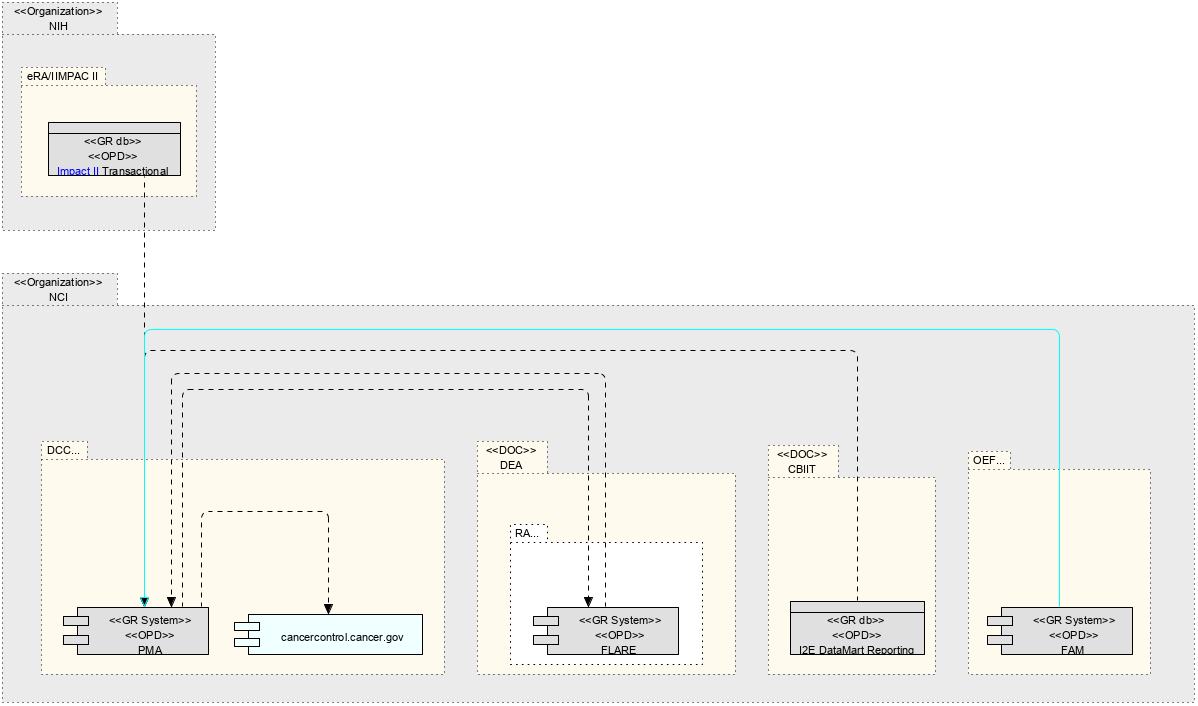 <<Organization>>
NIH
eRA/IIMPAC II
<<GR db>>
<<OPD>>
Impact II Transactional
<<Organization>>
NCI
DCC...
<<DOC>>
DEA
<<DOC>>
CBIIT
OEF...
RA...
<<GR System>>
<<OPD>>
PMA
cancercontrol.cancer.gov
<<GR System>>
<<OPD>>
FLARE
<<GR db>>
<<OPD>>
I2E DataMart Reporting
<<GR System>>
<<OPD>>
FAM